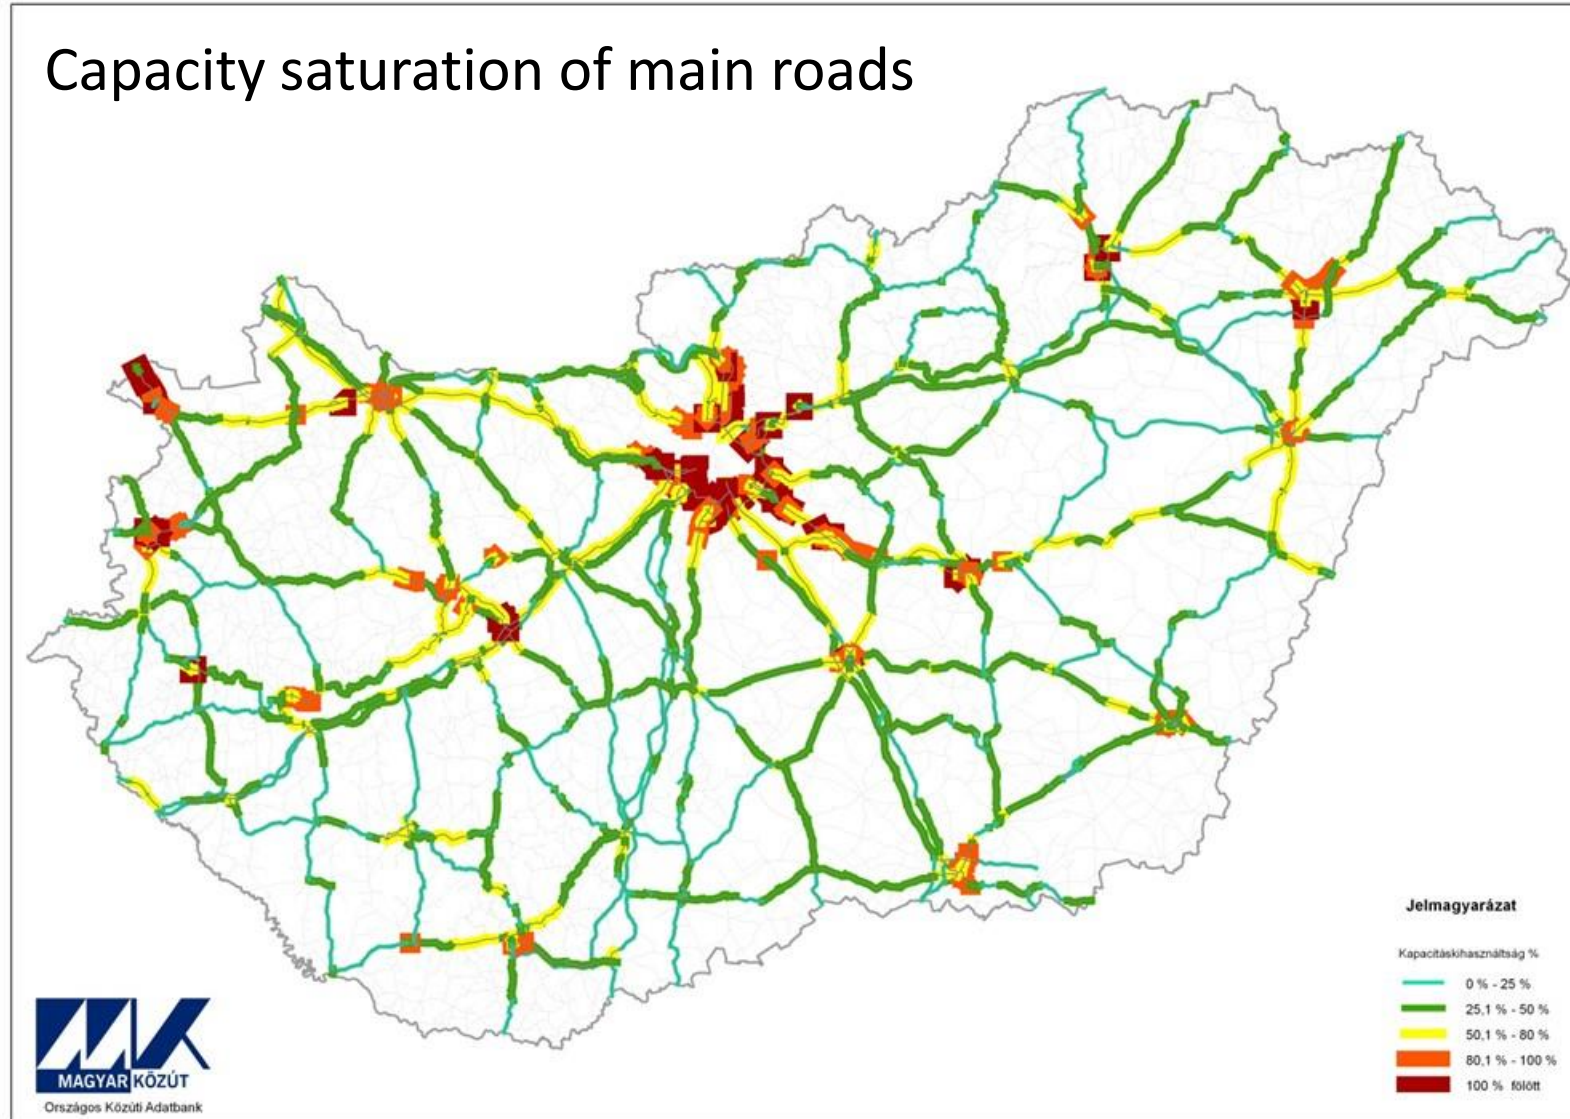 Capacity saturation of main roads
Jelmagyarázat
Kapacitáskihasználtság %
0 % - 25 %
25,1 % - 50 %
50,1 % - 80 %
80,1 % - 100 %
100 % fölött
MAGYAR KÖZÚT
Országos Közúti Adatbank